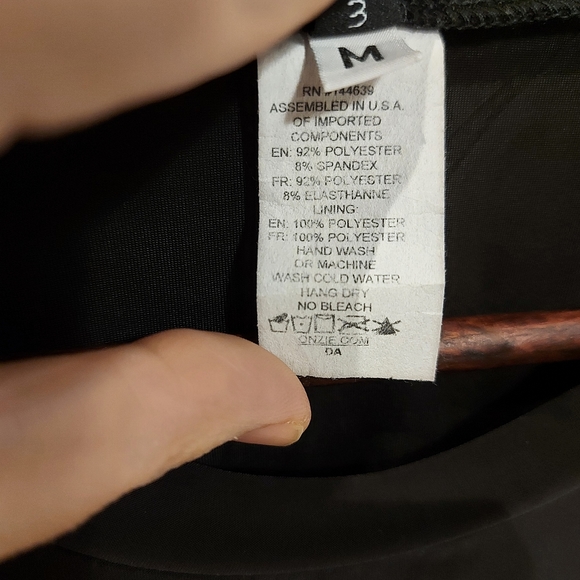 3
M
RN #144639
ASSEMBLED IN U.S.A.
OF IMPORTED
COMPONENTS
EN: 92% POLYESTER
8% SPANDEX
FR: 92% POLYESTER
8% ELASTHANNE
LINING:
EN: 100% POLYESTER
FR: 100% POLYESTER
HAND WASH
OR MACHINE
WASH COLD WATER
HANG DRY
NO BLEACH
ONZIE.COM
DA